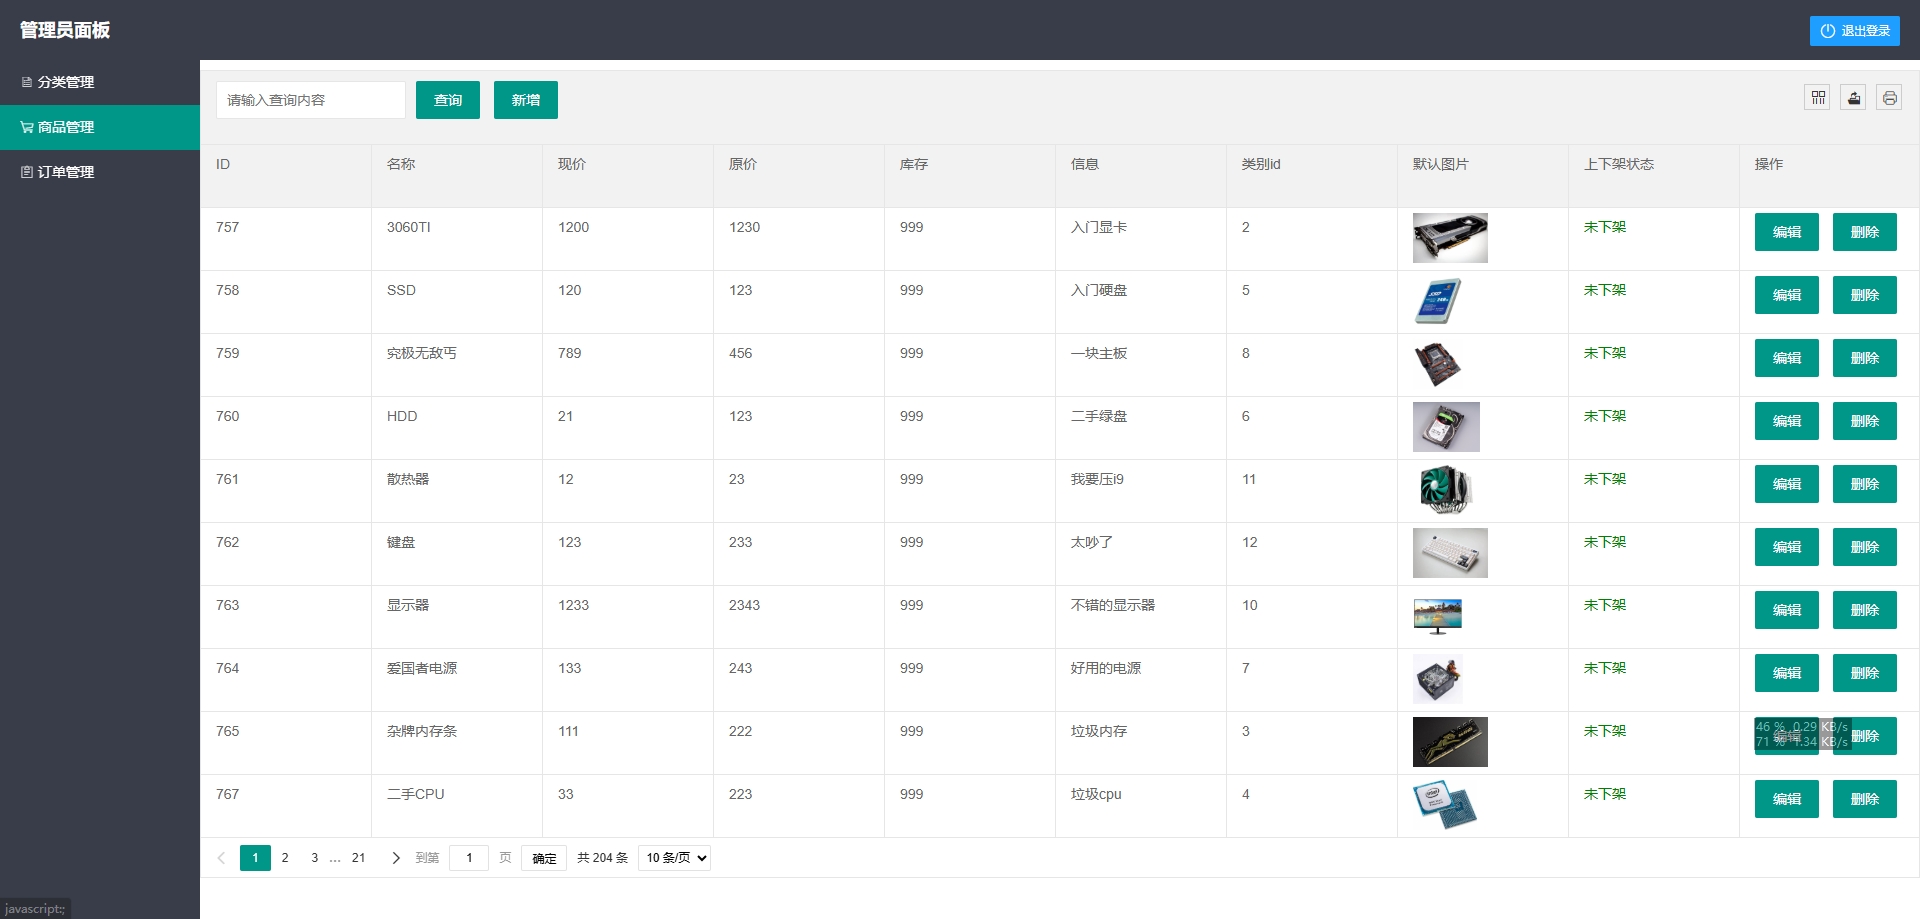 管理员面板
退出登录
分类管理
商品管理
订单管理
请输入查询内容 查询 新增
ID 名称 现价 原价 库存 信息 类别id 默认图片 上下架状态 操作
757 3060TI 1200 1230 999 入门显卡 2 未下架 编辑 删除
758 SSD 120 123 999 入门硬盘 5 未下架 编辑 删除
759 究极无敌丐 789 456 999 一块主板 8 未下架 编辑 删除
760 HDD 21 123 999 二手绿盘 6 未下架 编辑 删除
761 散热器 12 23 999 我要压i9 11 未下架 编辑 删除
762 键盘 123 233 999 太吵了 12 未下架 编辑 删除
763 显示器 1233 2343 999 不错的显示器 10 未下架 编辑 删除
764 爱国者电源 133 243 999 好用的电源 7 未下架 编辑 删除
765 杂牌内存条 111 222 999 垃圾内存 3 未下架 编辑 删除
46 % 0.29 KB/s
71 % 1.34 KB/s
767 二手CPU 33 223 999 垃圾cpu 4 未下架 编辑 删除
1 2 3 … 21 到第 1 页 确定 共 204 条 10 条/页
javascript:;